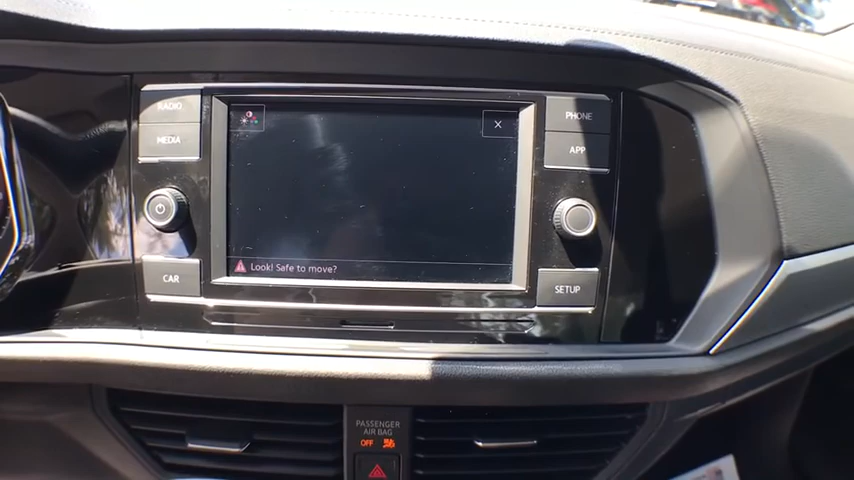 RADIO
MEDIA
CAR
X
Look! Safe to move?
PHONE
APP
SETUP
PASSENGER
AIR BAG
OFF